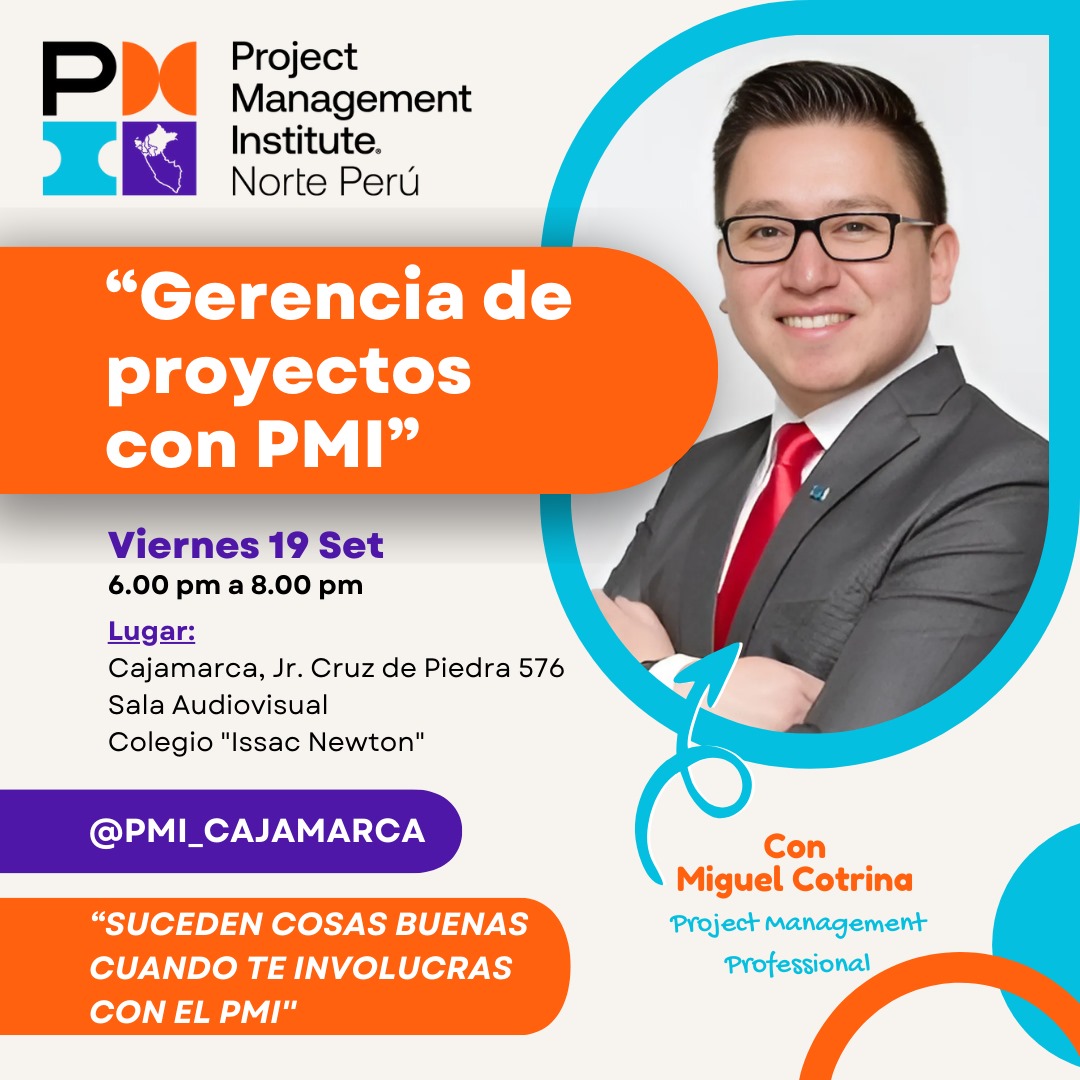 PMI
Project
Management
Institute.
Norte Perú
“Gerencia de
proyectos
con PMI”
Viernes 19 Set
6.00 pm a 8.00 pm
Lugar:
Cajamarca, Jr. Cruz de Piedra 576
Sala Audiovisual
Colegio "Issac Newton"
@PMI_CAJAMARCA
“SUCEDEN COSAS BUENAS
CUANDO TE INVOLUCRAS
CON EL PMI"
Con
Miguel Cotrina
Project Management
Professional